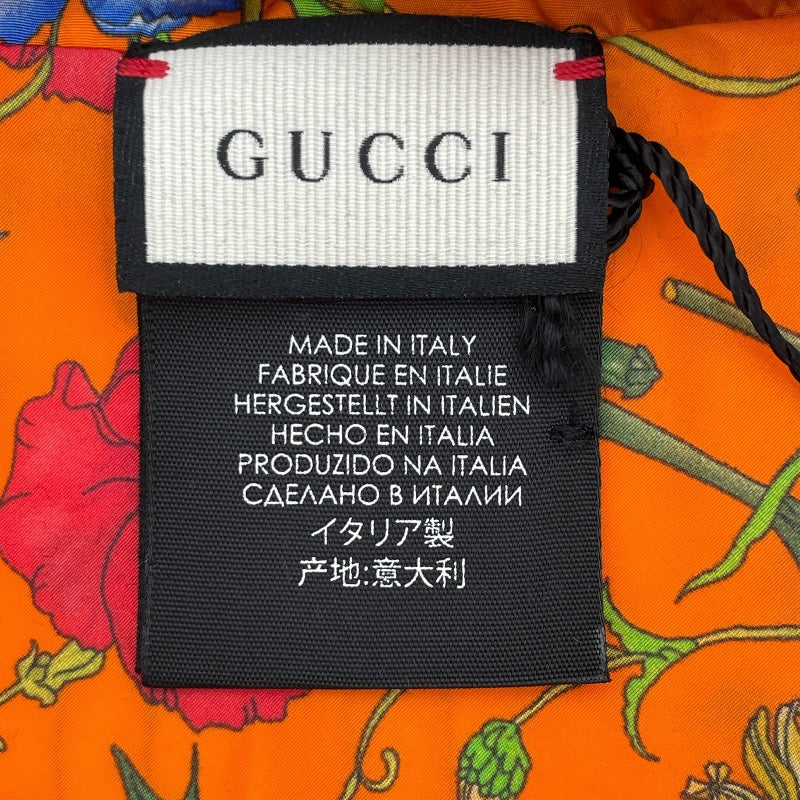 GUCCI
MADE IN ITALY
FABRIQUE EN ITALIE
HERGESTELLT IN ITALIEN
HECHO EN ITALIA
PRODUZIDO NA ITALIA
СДЕЛАНО В ИТАЛИИ
イタリア製
产地:意大利